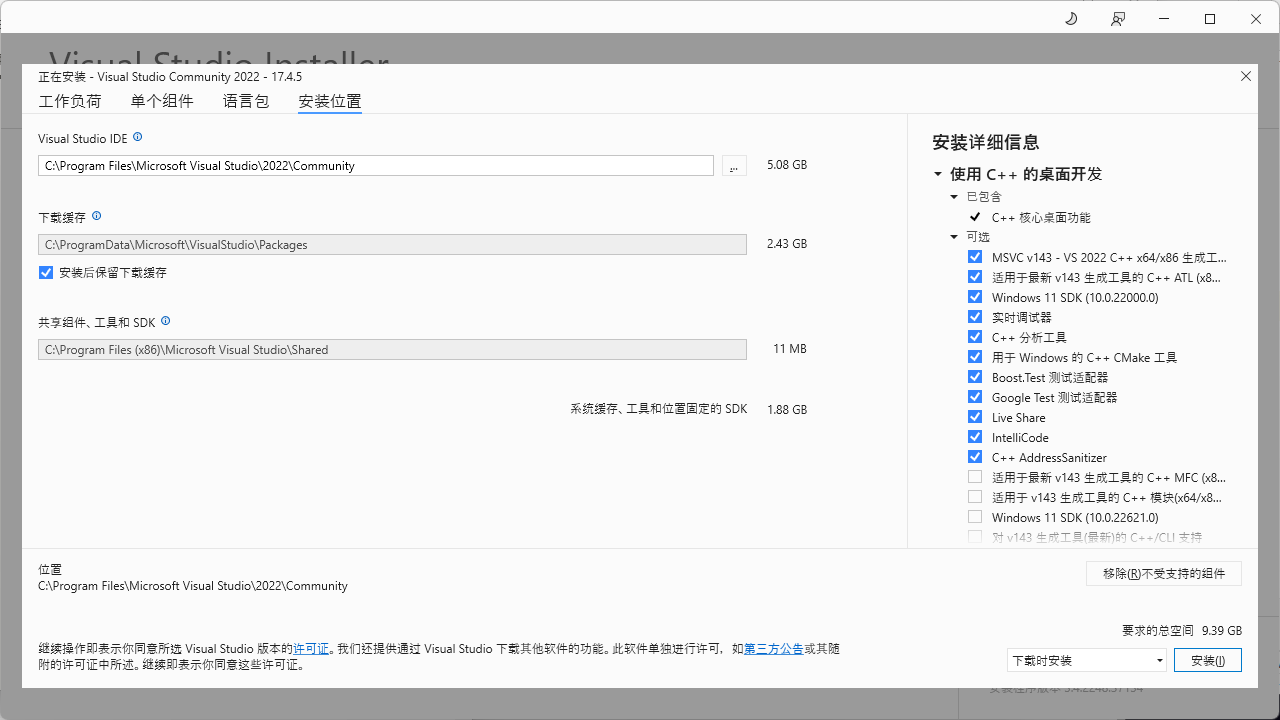 Visual Studio Installer
正在安装 - Visual Studio Community 2022 - 17.4.5
工作负荷 单个组件 语言包 安装位置
Visual Studio IDE
C:\Program Files\Microsoft Visual Studio\2022\Community ... 5.08 GB
下载缓存
C:\ProgramData\Microsoft\VisualStudio\Packages 2.43 GB
安装后保留下载缓存
共享组件、工具和 SDK
C:\Program Files (x86)\Microsoft Visual Studio\Shared 11 MB
系统缓存、工具和位置固定的 SDK 1.88 GB
安装详细信息
使用 C++ 的桌面开发
已包含
C++ 核心桌面功能
可选
MSVC v143 - VS 2022 C++ x64/x86 生成工...
适用于最新 v143 生成工具的 C++ ATL (x8...
Windows 11 SDK (10.0.22000.0)
实时调试器
C++ 分析工具
用于 Windows 的 C++ CMake 工具
Boost.Test 测试适配器
Google Test 测试适配器
Live Share
IntelliCode
C++ AddressSanitizer
适用于最新 v143 生成工具的 C++ MFC (x8...
适用于 v143 生成工具的 C++ 模块(x64/x8...
Windows 11 SDK (10.0.22621.0)
对 v143 生成工具(最新)的 C++/CLI 支持
位置
C:\Program Files\Microsoft Visual Studio\2022\Community
移除(R)不受支持的组件
要求的总空间 9.39 GB
继续操作即表示你同意所选 Visual Studio 版本的许可证。我们还提供通过 Visual Studio 下载其他软件的功能。此软件单独进行许可，如第三方公告或其随
附的许可证中所述。继续即表示你同意这些许可证。
下载时安装 安装(I)